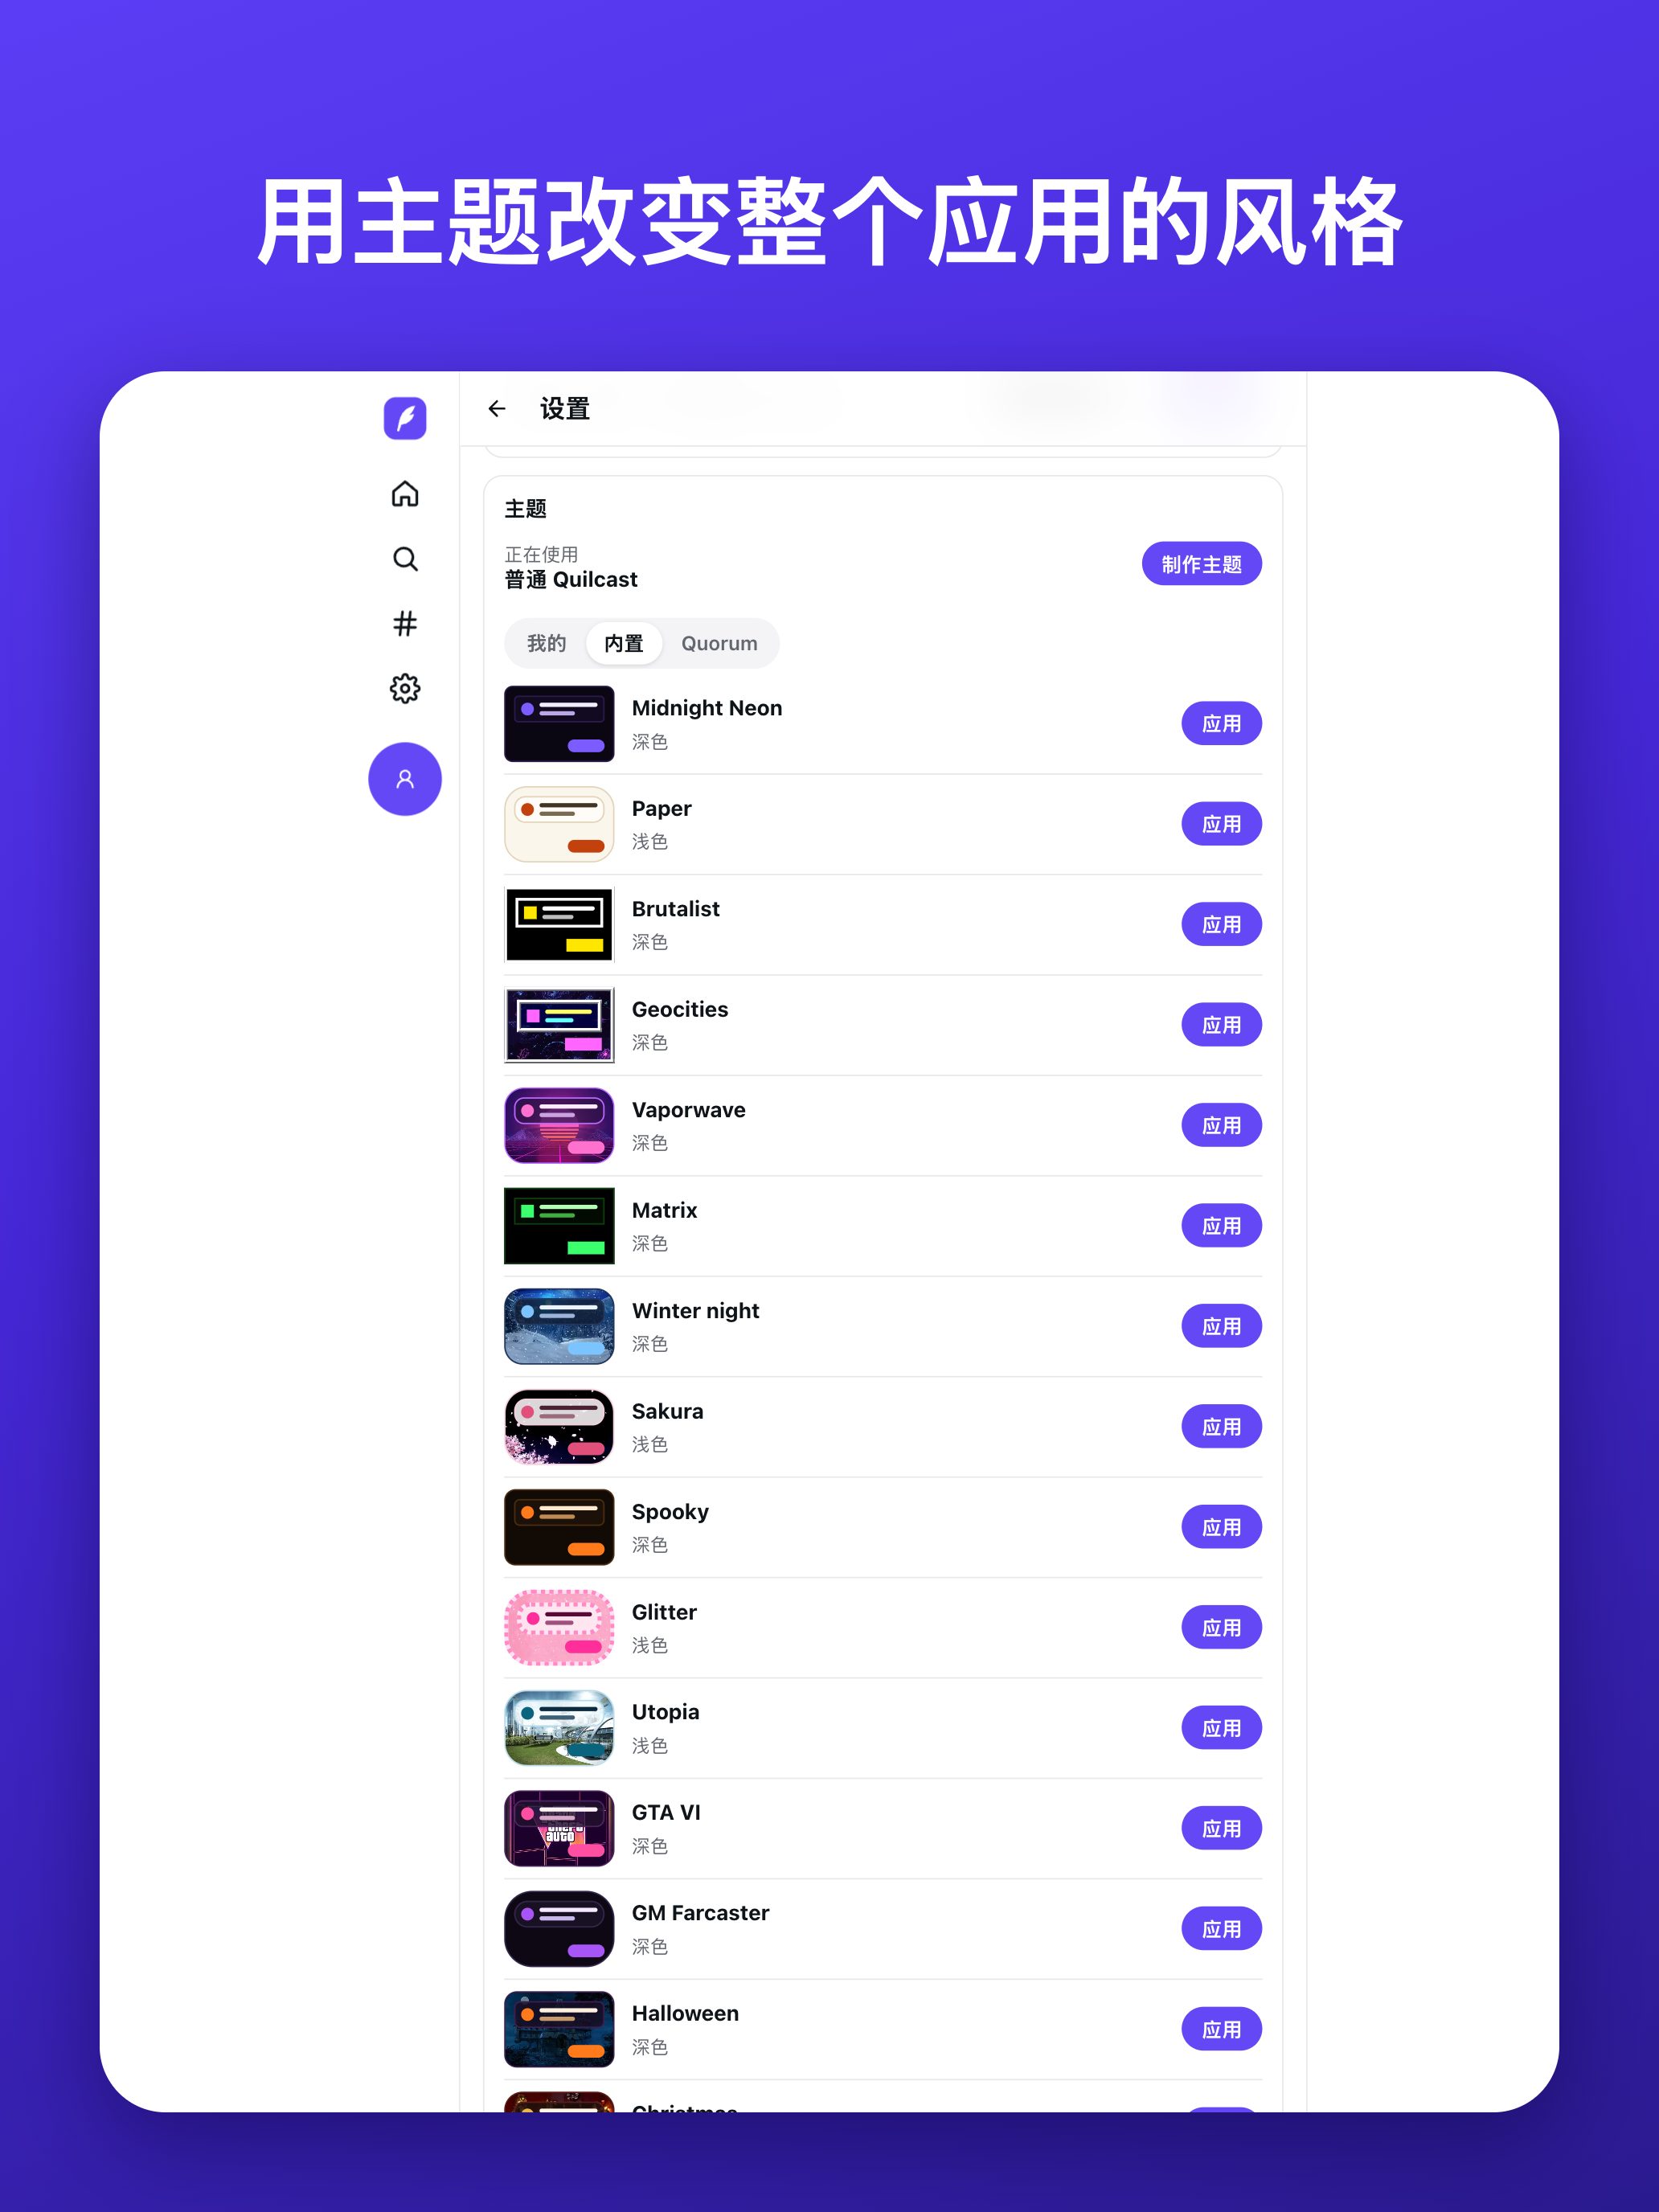 用主题改变整个应用的风格
设置
主题
正在使用
普通 Quilcast
制作主题
我的
内置
Quorum
Midnight Neon
深色
应用
Paper
浅色
应用
Brutalist
深色
应用
Geocities
深色
应用
Vaporwave
深色
应用
Matrix
深色
应用
Winter night
深色
应用
Sakura
浅色
应用
Spooky
深色
应用
Glitter
浅色
应用
Utopia
浅色
应用
GTA VI
深色
应用
auto
GM Farcaster
深色
应用
Halloween
深色
应用
Christmas